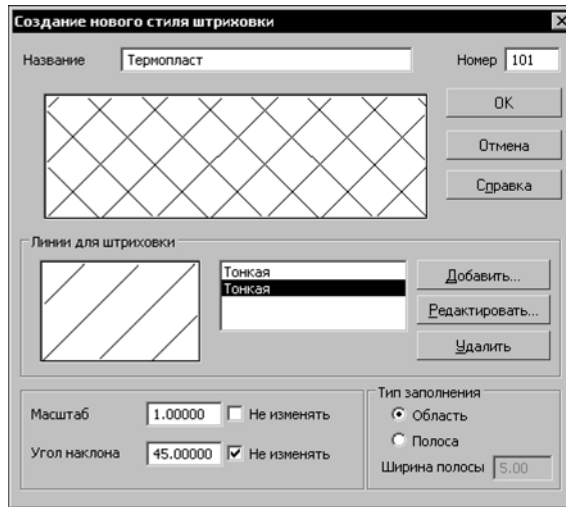 Создание нового стиля штриховки
Название Термопласт Номер 101
OK
Отмена
Справка
Линии для штриховки
Тонкая
Тонкая
Добавить...
Редактировать...
Удалить
Масштаб 1.00000 Не изменять
Угол наклона 45.00000 Не изменять
Тип заполнения
Область
Полоса
Ширина полосы 5.00